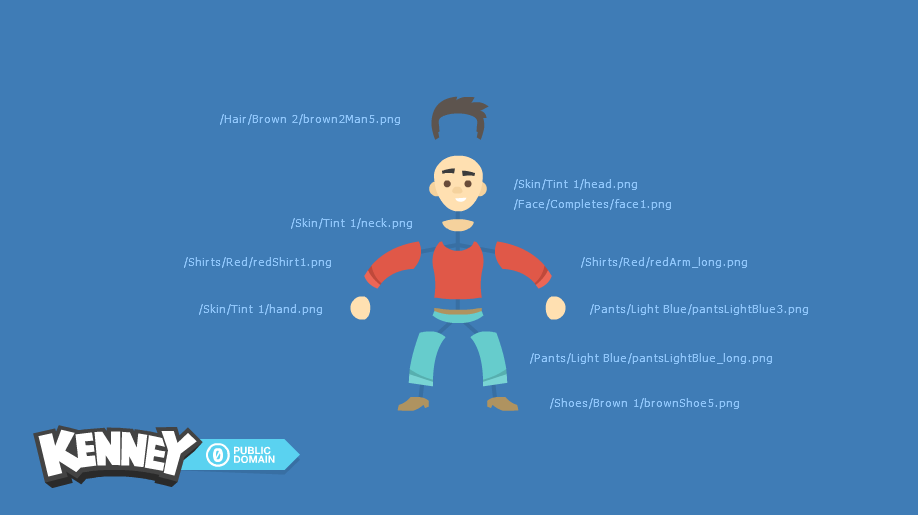 /Hair/Brown 2/brown2Man5.png
/Skin/Tint 1/head.png
/Face/Completes/face1.png
/Skin/Tint 1/neck.png
/Shirts/Red/redShirt1.png
/Shirts/Red/redArm_long.png
/Skin/Tint 1/hand.png
/Pants/Light Blue/pantsLightBlue3.png
/Pants/Light Blue/pantsLightBlue_long.png
/Shoes/Brown 1/brownShoe5.png
KENNEY
0 PUBLIC
DOMAIN